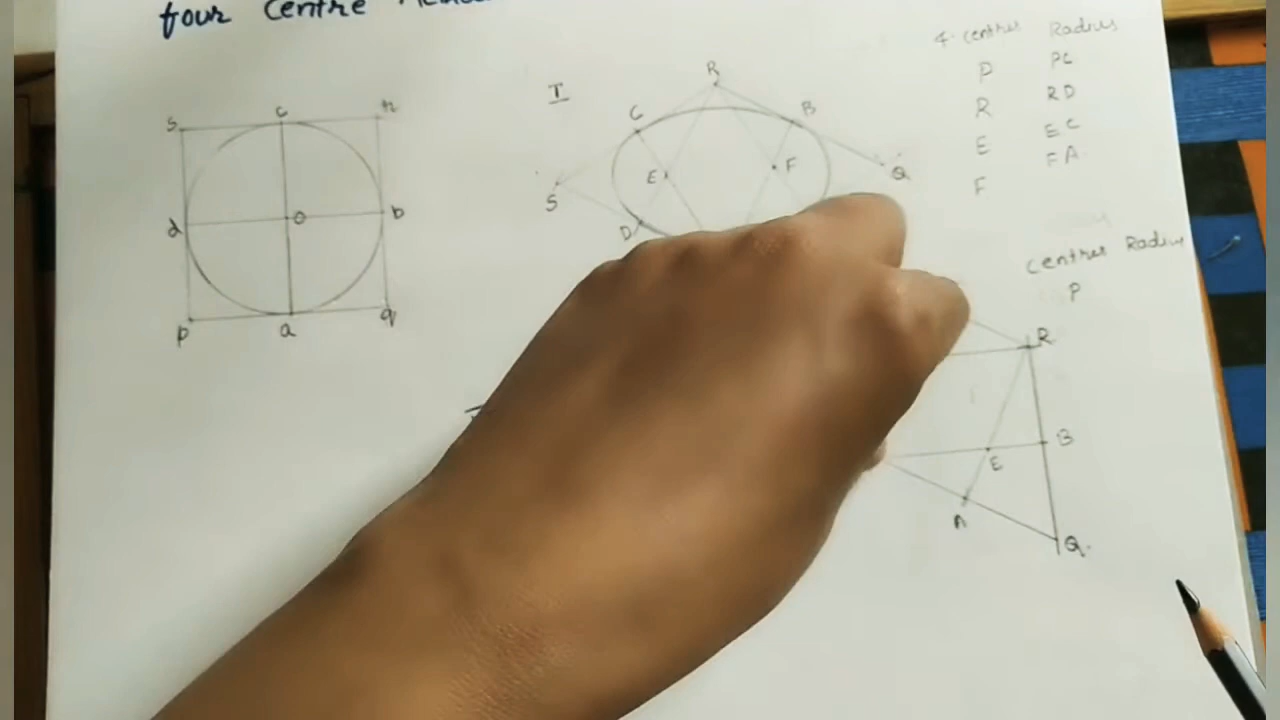 four Centre
4- centres Radius
P PC
R RD
E EC
F FA
s c r
d o b
p a q
I
R
C B
E F
S Q
D
Centres Radius
P
R
B
E
A
Q